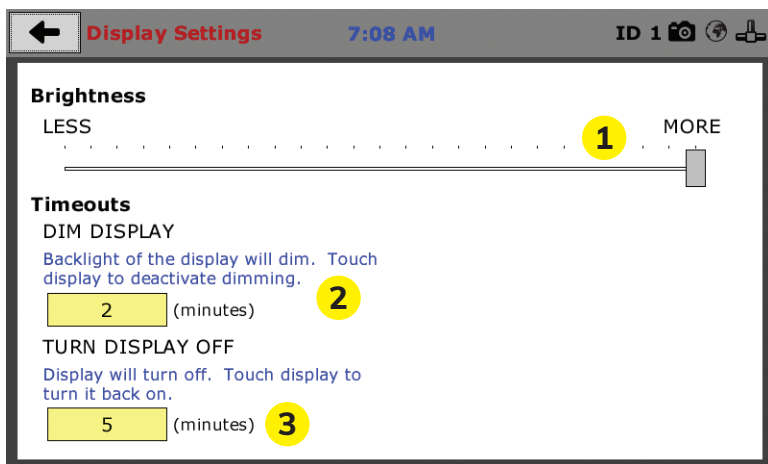 Display Settings 7:08 AM ID 1
Brightness
LESS MORE
1
Timeouts
DIM DISPLAY
Backlight of the display will dim. Touch
display to deactivate dimming.
2
2 (minutes)
TURN DISPLAY OFF
Display will turn off. Touch display to
turn it back on.
5 (minutes) 3